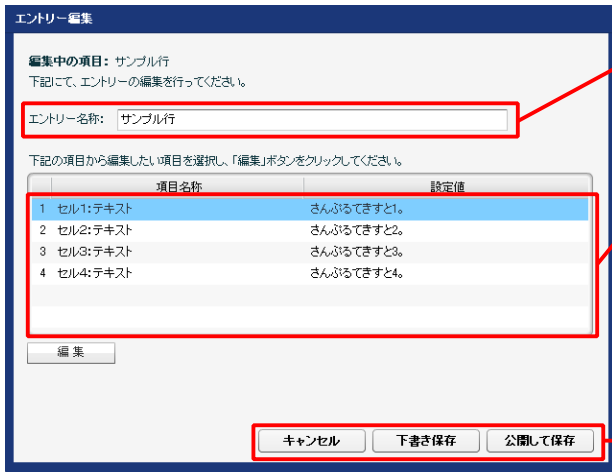 エントリー編集
編集中の項目: サンプル行
下記にて、エントリーの編集を行ってください。
エントリー名称: サンプル行
下記の項目から編集したい項目を選択し、「編集」ボタンをクリックしてください。
項目名称 設定値
1 セル1:テキスト さんぷるてきすと1。
2 セル2:テキスト さんぷるてきすと2。
3 セル3:テキスト さんぷるてきすと3。
4 セル4:テキスト さんぷるてきすと4。
編集
キャンセル 下書き保存 公開して保存